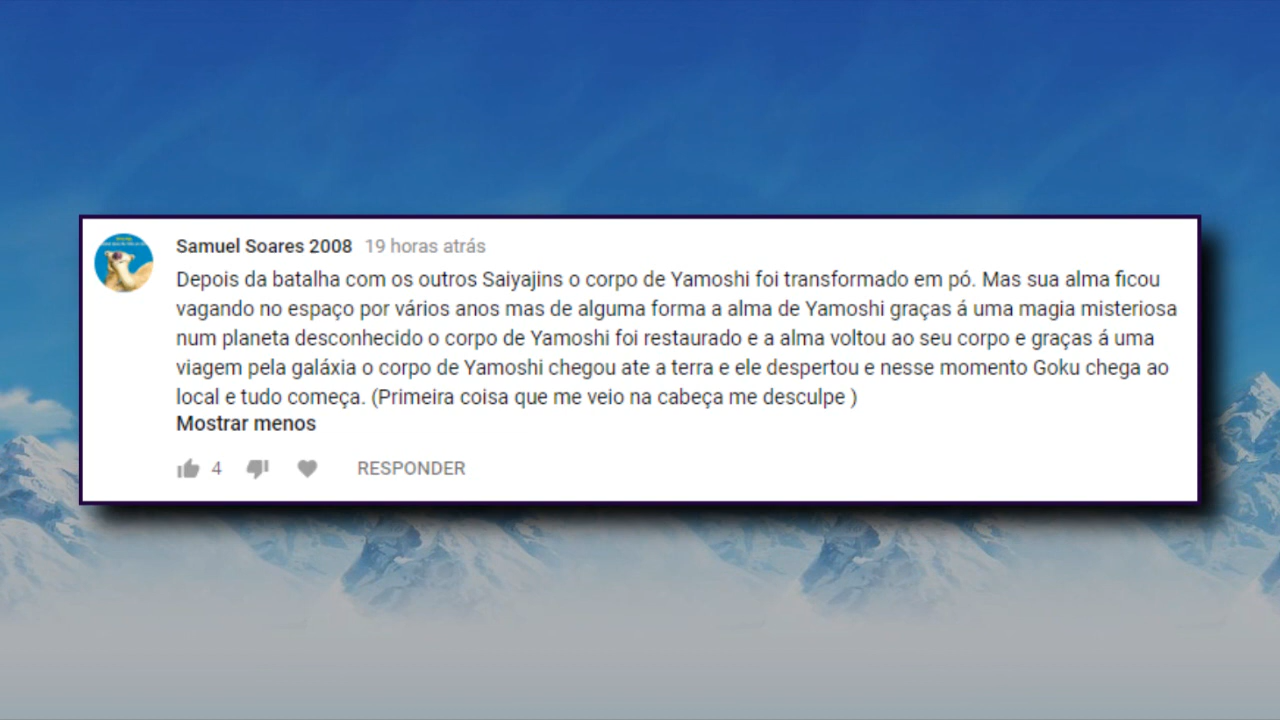 Samuel Soares 2008 19 horas atrás
Depois da batalha com os outros Saiyajins o corpo de Yamoshi foi transformado em pó. Mas sua alma ficou
vagando no espaço por vários anos mas de alguma forma a alma de Yamoshi graças á uma magia misteriosa
num planeta desconhecido o corpo de Yamoshi foi restaurado e a alma voltou ao seu corpo e graças á uma
viagem pela galáxia o corpo de Yamoshi chegou ate a terra e ele despertou e nesse momento Goku chega ao
local e tudo começa. (Primeira coisa que me veio na cabeça me desculpe )
Mostrar menos
4 RESPONDER